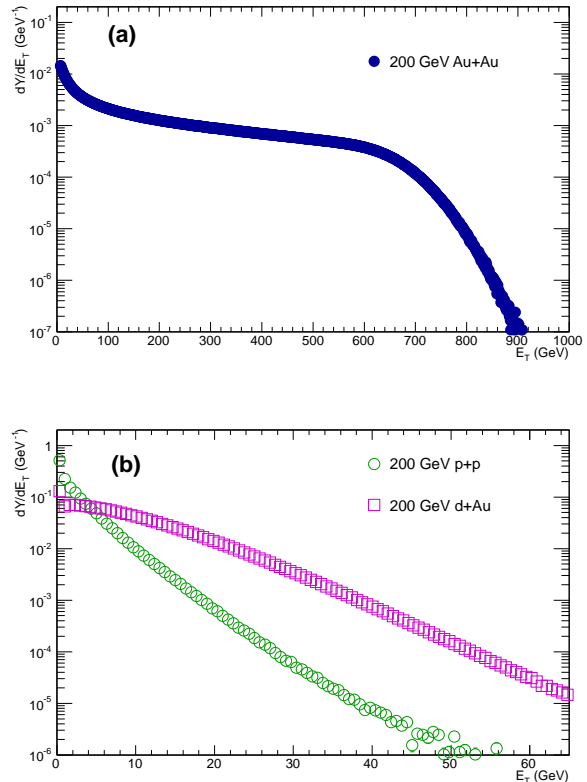 (a)
200 GeV Au+Au
dY/dE_T (GeV⁻¹)
10⁻¹
10⁻²
10⁻³
10⁻⁴
10⁻⁵
10⁻⁶
10⁻⁷
0 100 200 300 400 500 600 700 800 900 1000
E_T (GeV)
(b)
200 GeV p+p
200 GeV d+Au
dY/dE_T (GeV⁻¹)
1
10⁻¹
10⁻²
10⁻³
10⁻⁴
10⁻⁵
10⁻⁶
0 10 20 30 40 50 60
E_T (GeV)